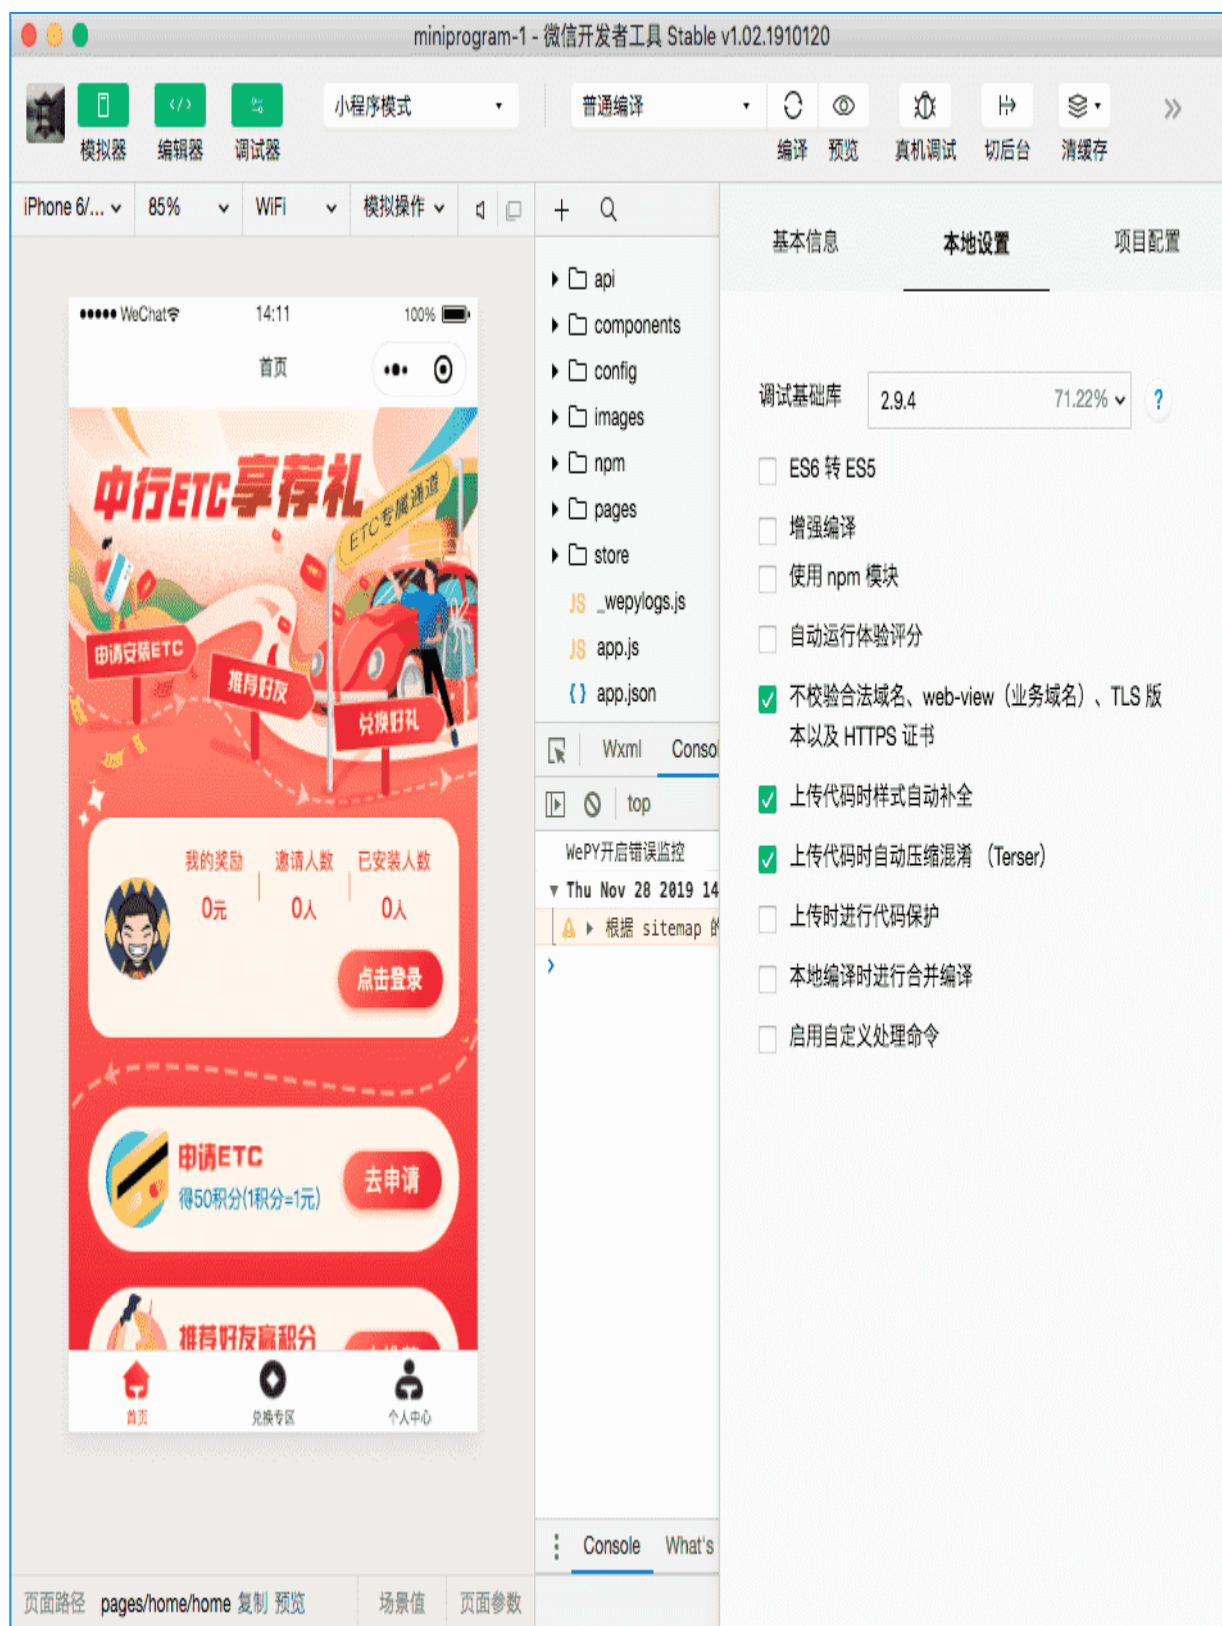 miniprogram-1 - 微信开发者工具 Stable v1.02.1910120
模拟器 编辑器 调试器 小程序模式 普通编译 编译 预览 真机调试 切后台 清缓存
iPhone 6/... 85% WiFi 模拟操作
WeChat 14:11 100%
首页
中行ETC享荐礼
ETC专属通道
申请安装ETC
推荐好友
兑换好礼
我的奖励 邀请人数 已安装人数
0元 0人 0人
点击登录
申请ETC
得50积分(1积分=1元)
去申请
推荐好友赢积分
首页 兑换专区 个人中心
页面路径 pages/home/home 复制 预览 场景值 页面参数
api
components
config
images
npm
pages
store
JS _wepylogs.js
JS app.js
{} app.json
Wxml Consol
top
WePY开启错误监控
Thu Nov 28 2019 14
根据 sitemap 的
Console What's
基本信息 本地设置 项目配置
调试基础库 2.9.4 71.22% ?
ES6 转 ES5
增强编译
使用 npm 模块
自动运行体验评分
不校验合法域名、web-view（业务域名）、TLS 版
本以及 HTTPS 证书
上传代码时样式自动补全
上传代码时自动压缩混淆 （Terser）
上传时进行代码保护
本地编译时进行合并编译
启用自定义处理命令